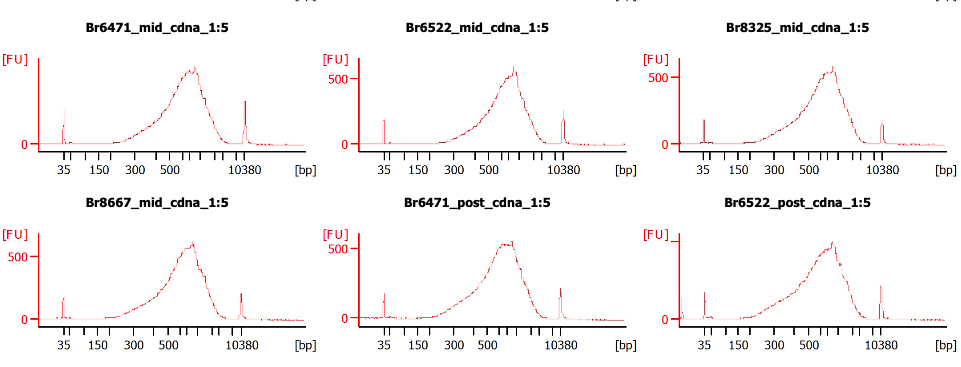 Br6471_mid_cdna_1:5 Br6522_mid_cdna_1:5 Br8325_mid_cdna_1:5
[FU] [FU] [FU]
500 500
0 0 0
35 150 300 500 10380 [bp] 35 150 300 500 10380 [bp] 35 150 300 500 10380 [bp]
Br8667_mid_cdna_1:5 Br6471_post_cdna_1:5 Br6522_post_cdna_1:5
[FU] [FU] [FU]
500
0 0 0
35 150 300 500 10380 [bp] 35 150 300 500 10380 [bp] 35 150 300 500 10380 [bp]